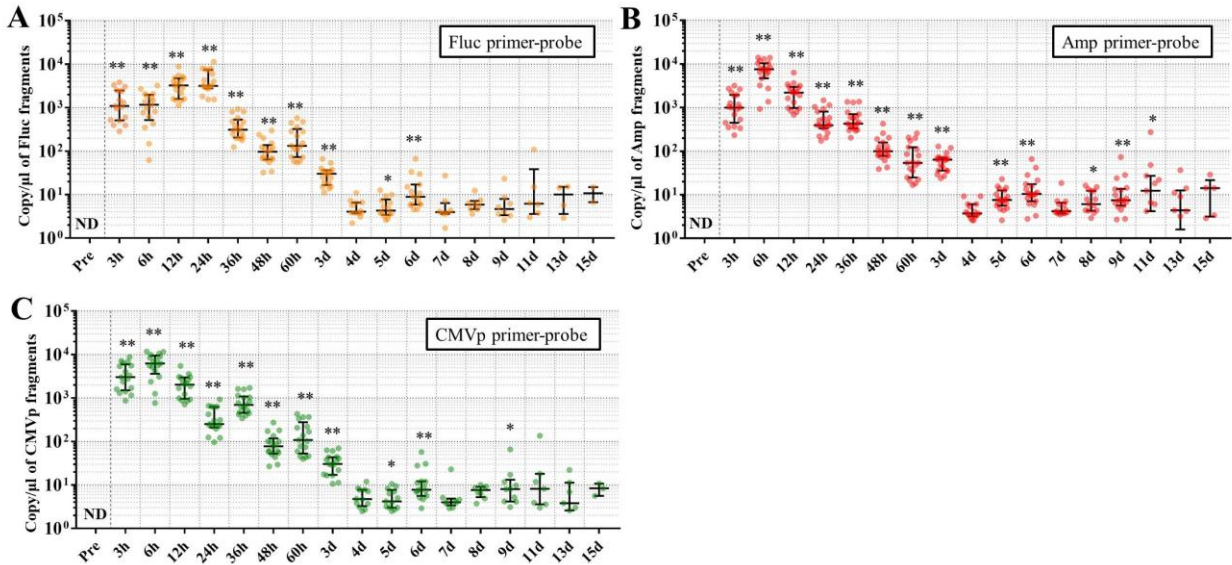 A
Copy/µl of Fluc fragments
10⁵
10⁴
10³
10²
10¹
10⁰
Fluc primer-probe
** ** ** ** ** ** ** ** * **
ND
Pre 3h 6h 12h 24h 36h 48h 60h 3d 4d 5d 6d 7d 8d 9d 11d 13d 15d
B
Copy/µl of Amp fragments
10⁵
10⁴
10³
10²
10¹
10⁰
Amp primer-probe
** ** ** ** ** ** ** ** ** ** * ** *
ND
Pre 3h 6h 12h 24h 36h 48h 60h 3d 4d 5d 6d 7d 8d 9d 11d 13d 15d
C
Copy/µl of CMVp fragments
10⁵
10⁴
10³
10²
10¹
10⁰
CMVp primer-probe
** ** ** ** ** ** ** ** * ** *
ND
Pre 3h 6h 12h 24h 36h 48h 60h 3d 4d 5d 6d 7d 8d 9d 11d 13d 15d